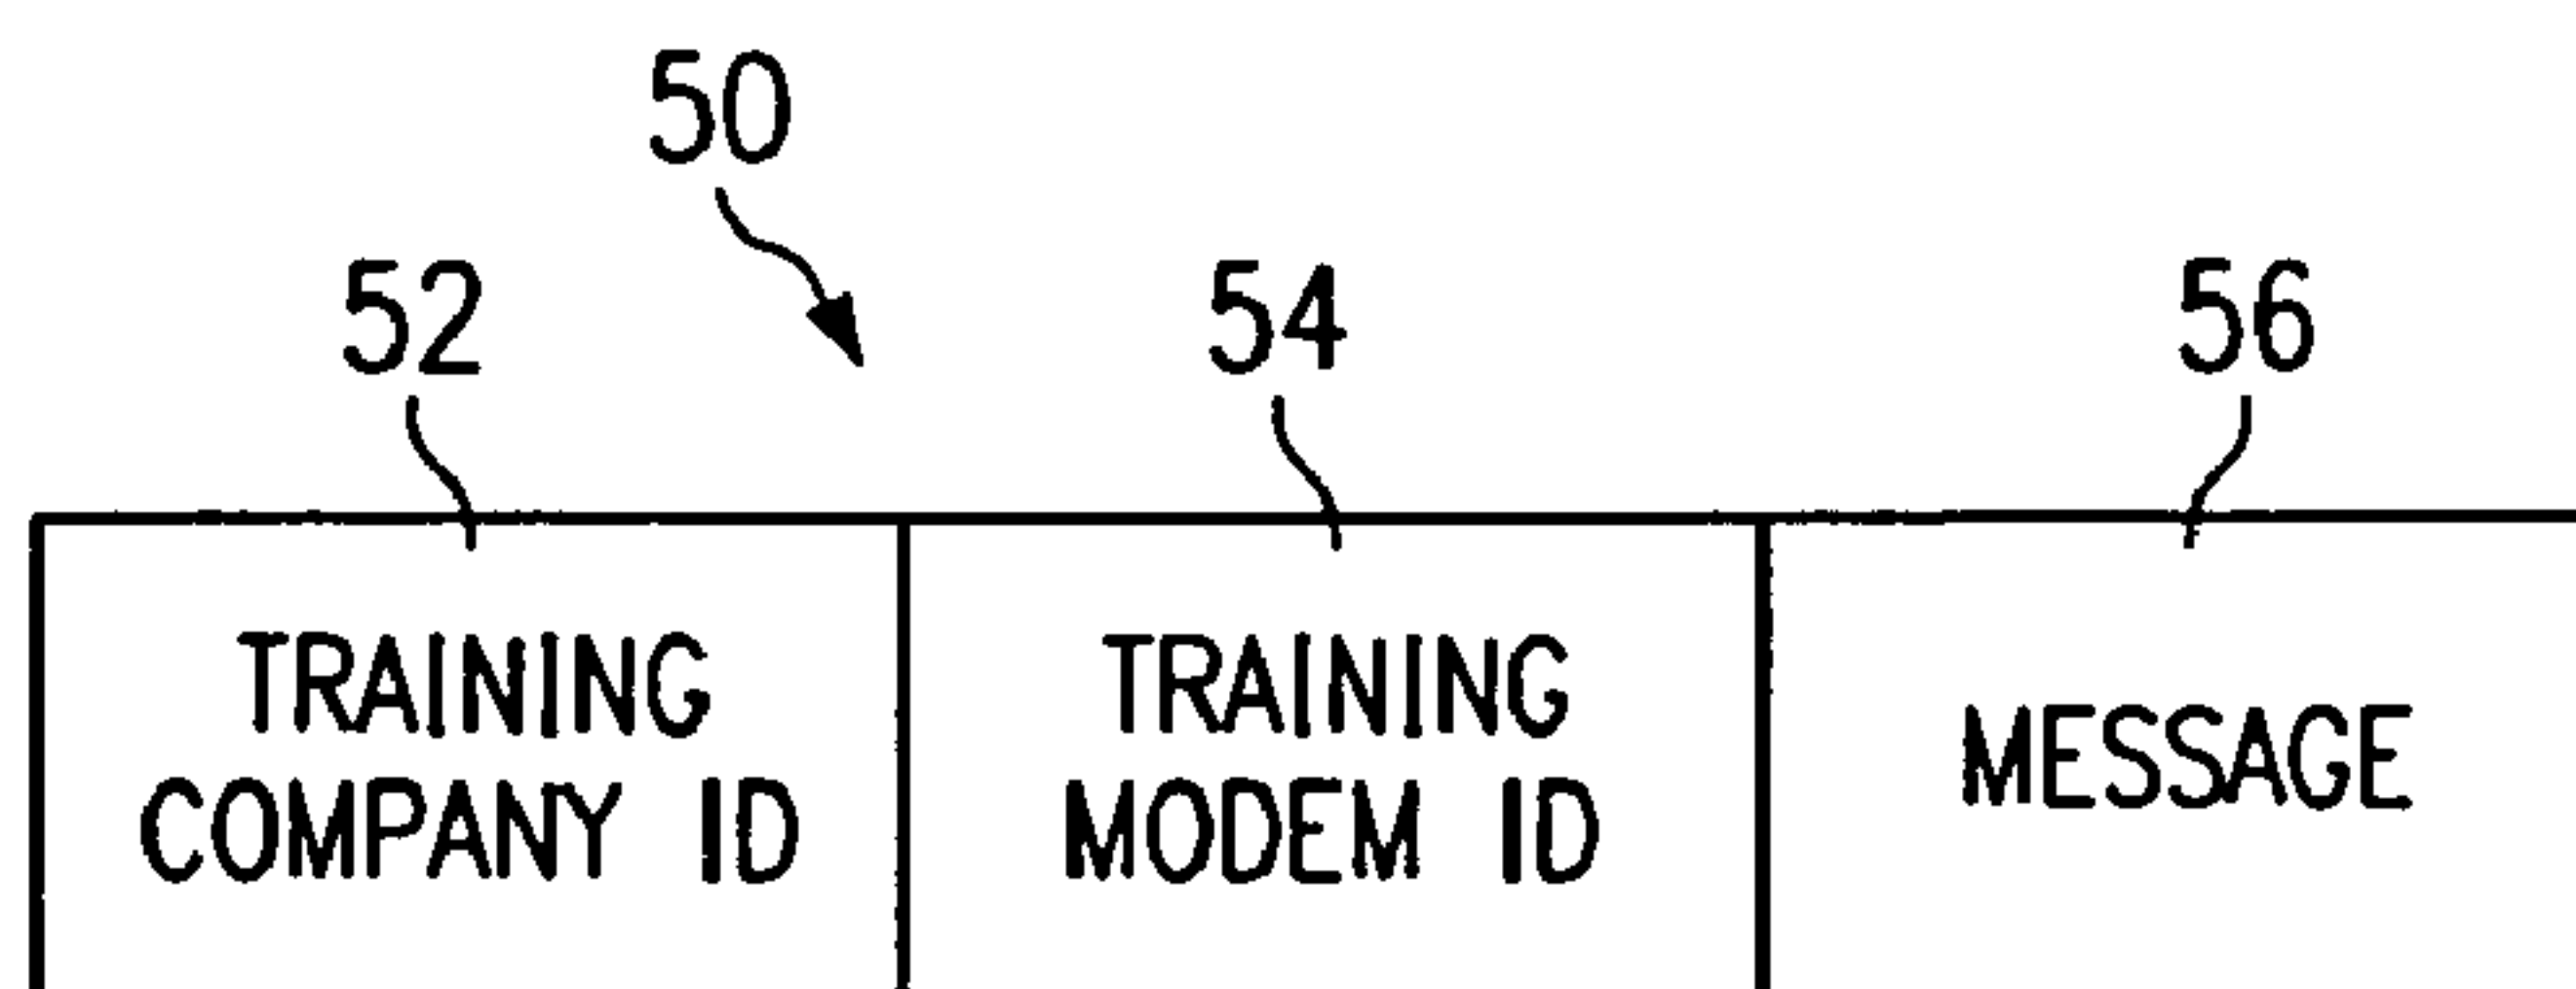 50
52
54
56
TRAINING
COMPANY ID
TRAINING
MODEM ID
MESSAGE